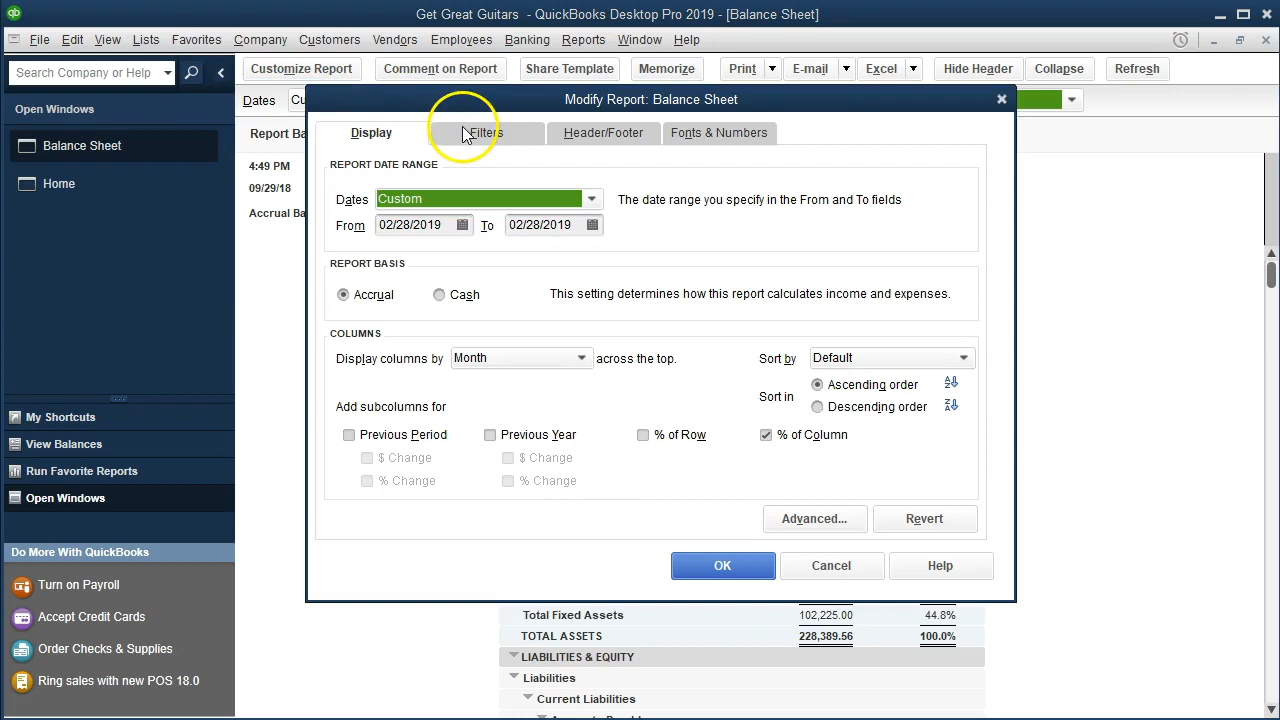 Get Great Guitars - QuickBooks Desktop Pro 2019 - [Balance Sheet]
File Edit View Lists Favorites Company Customers Vendors Employees Banking Reports Window Help
Search Company or Help
Customize Report Comment on Report Share Template Memorize Print E-mail Excel Hide Header Collapse Refresh
Open Windows
Balance Sheet
Home
My Shortcuts
View Balances
Run Favorite Reports
Open Windows
Do More With QuickBooks
Turn on Payroll
Accept Credit Cards
Order Checks & Supplies
Ring sales with new POS 18.0
Dates
Report
4:49 PM
09/29/18
Accrual
Modify Report: Balance Sheet
Display Filters Header/Footer Fonts & Numbers
REPORT DATE RANGE
Dates Custom The date range you specify in the From and To fields
From 02/28/2019 To 02/28/2019
REPORT BASIS
Accrual Cash This setting determines how this report calculates income and expenses.
COLUMNS
Display columns by Month across the top. Sort by Default
Ascending order
Sort in
Add subcolumns for Descending order
Previous Period Previous Year % of Row % of Column
$ Change $ Change
% Change % Change
Advanced... Revert
OK Cancel Help
Total Fixed Assets 102,225.00 44.8%
TOTAL ASSETS 228,389.56 100.0%
LIABILITIES & EQUITY
Liabilities
Current Liabilities